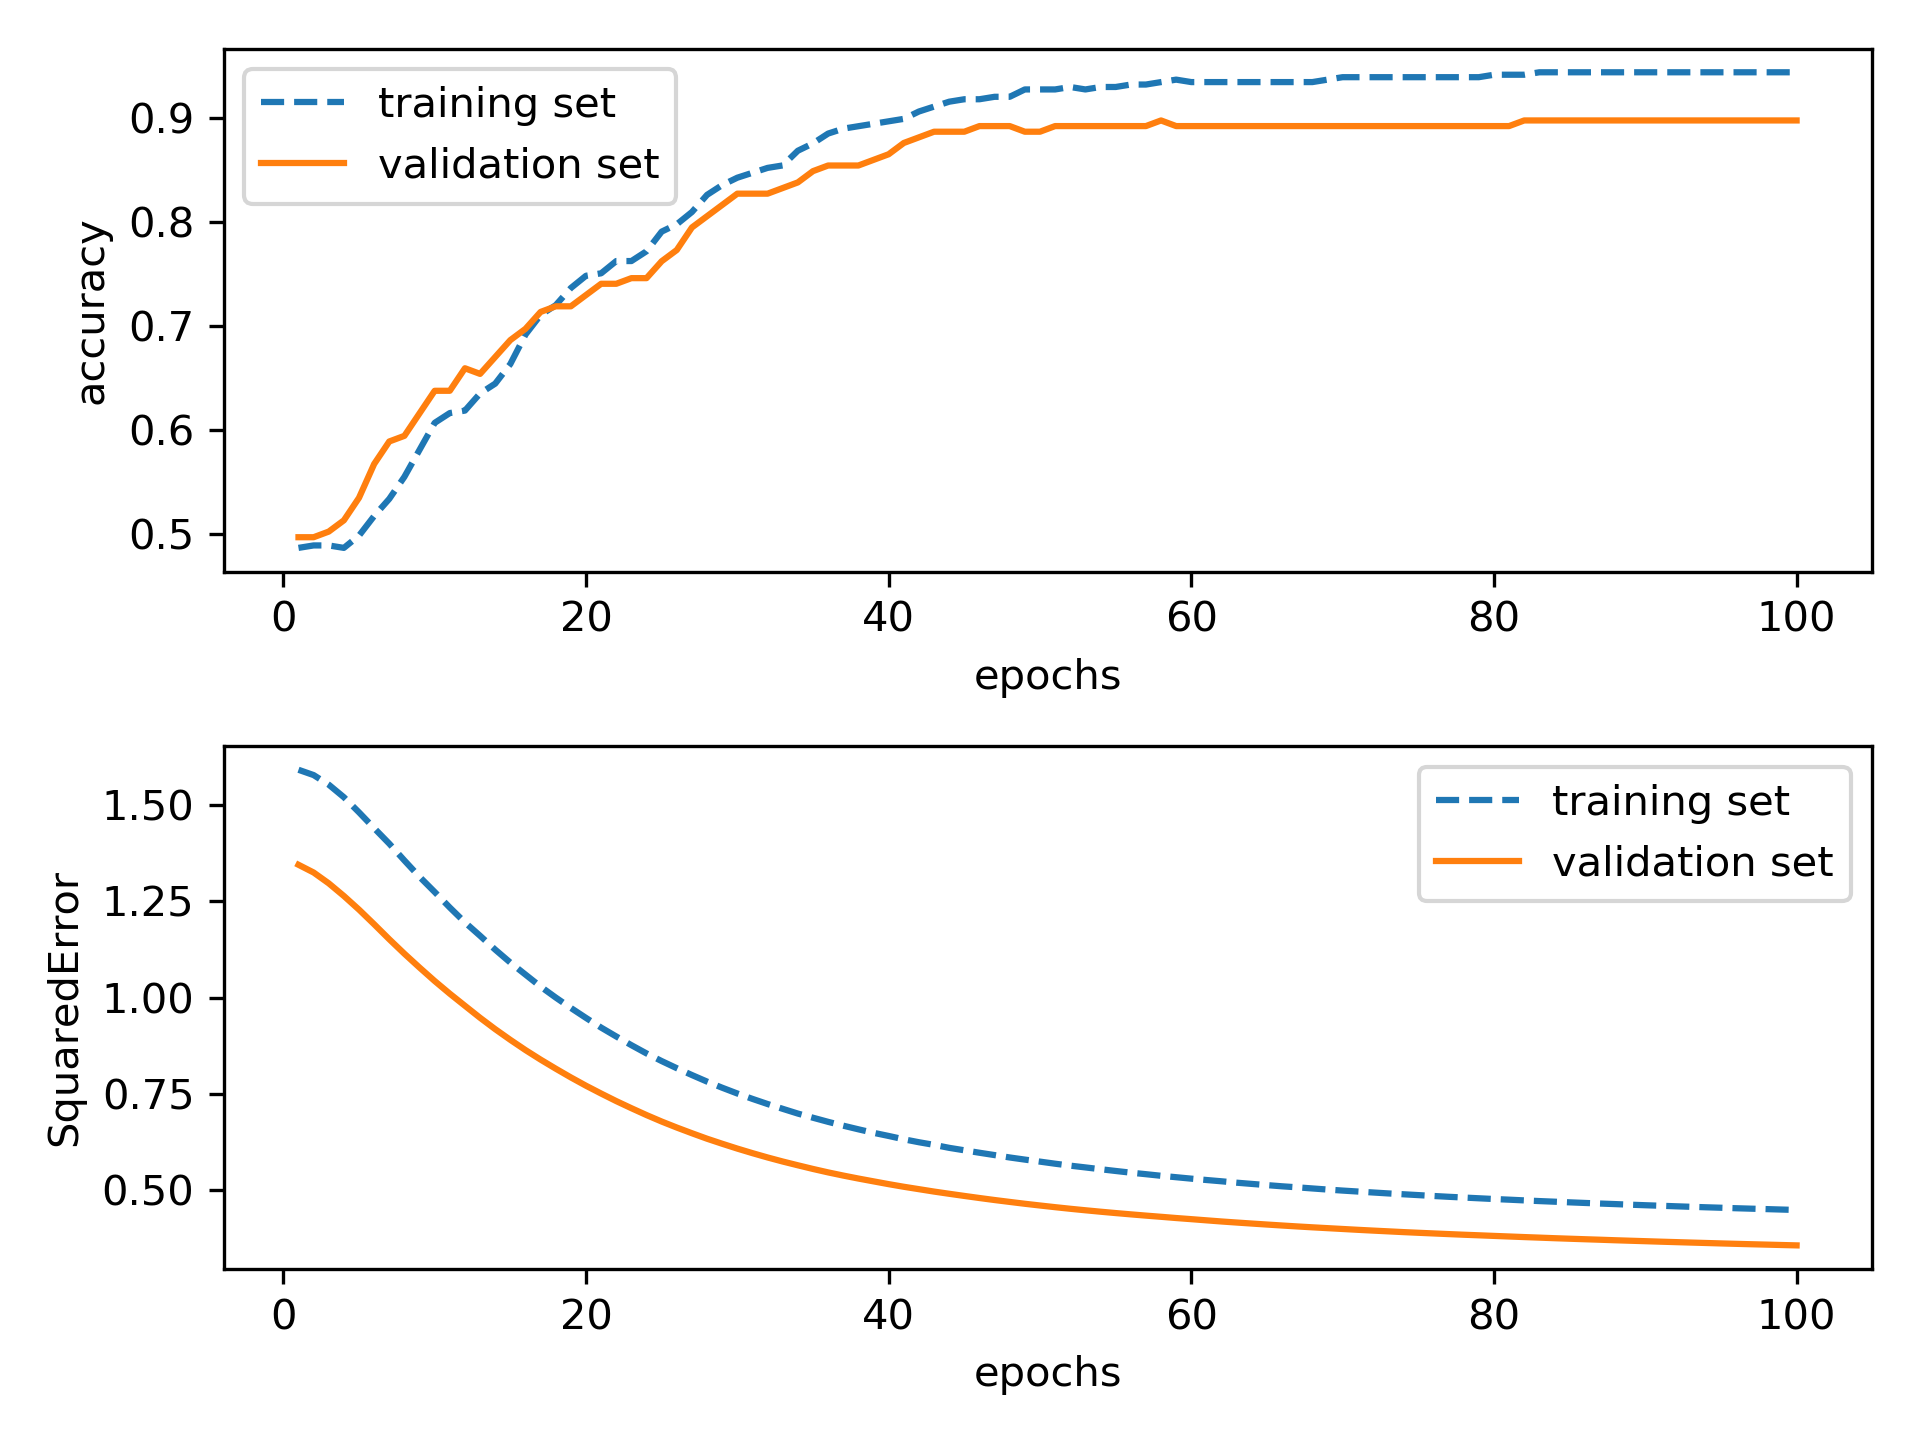 training set
validation set
0.9
0.8
0.7
0.6
0.5
accuracy
0 20 40 60 80 100
epochs
training set
validation set
1.50
1.25
1.00
0.75
0.50
SquaredError
0 20 40 60 80 100
epochs